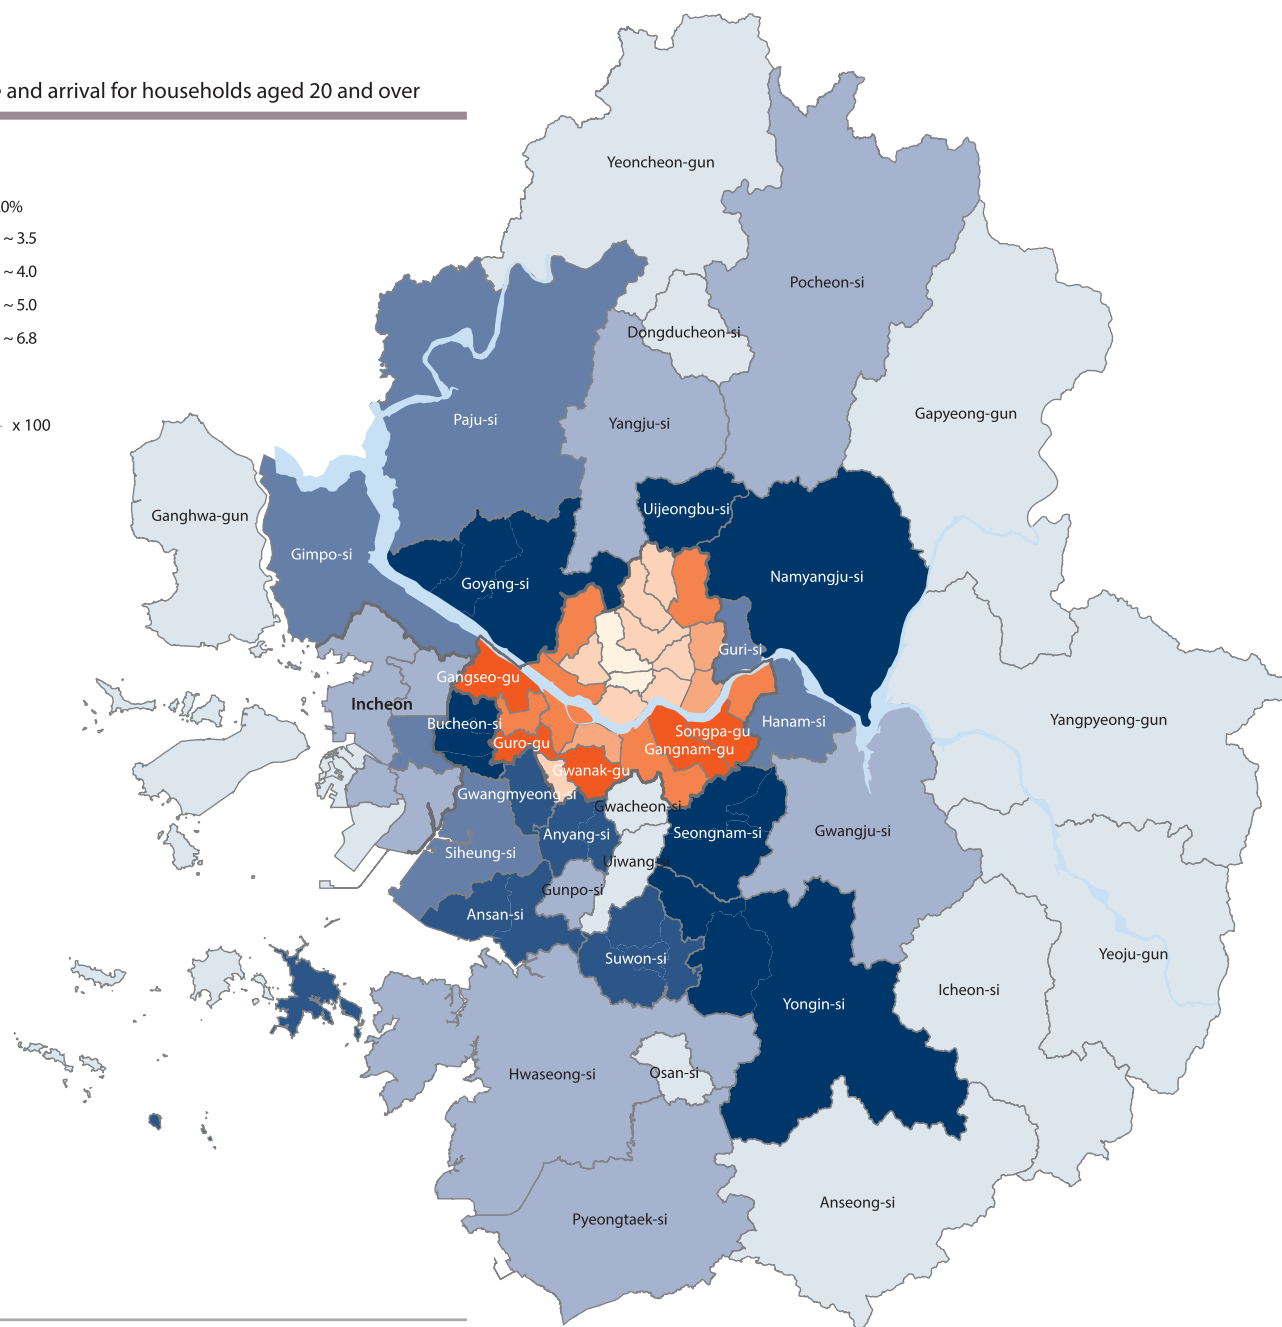 and arrival for households aged 20 and over
Yeoncheon-gun
~ 3.5
~ 4.0
Pocheon-si
~ 5.0
Dongducheon-si
~ 6.8
Gapyeong-gun
Paju-si
Yangju-si
x 100
Uijeongbu-si
Ganghwa-gun
Gimpo-si
Goyang-si
Namyangju-si
Guri-si
Gangseo-gu
Incheon
Bucheon-si
Hanam-si
Yangpyeong-gun
Songpa-gu
Guro-gu
Gangnam-gu
Gwanak-gu
Gwangmyeong-si
Gwacheon-si
Anyang-si
Seongnam-si
Gwangju-si
Siheung-si
Uiwang-si
Gunpo-si
Ansan-si
Suwon-si
Yeoju-gun
Icheon-si
Yongin-si
Hwaseong-si
Osan-si
Anseong-si
Pyeongtaek-si